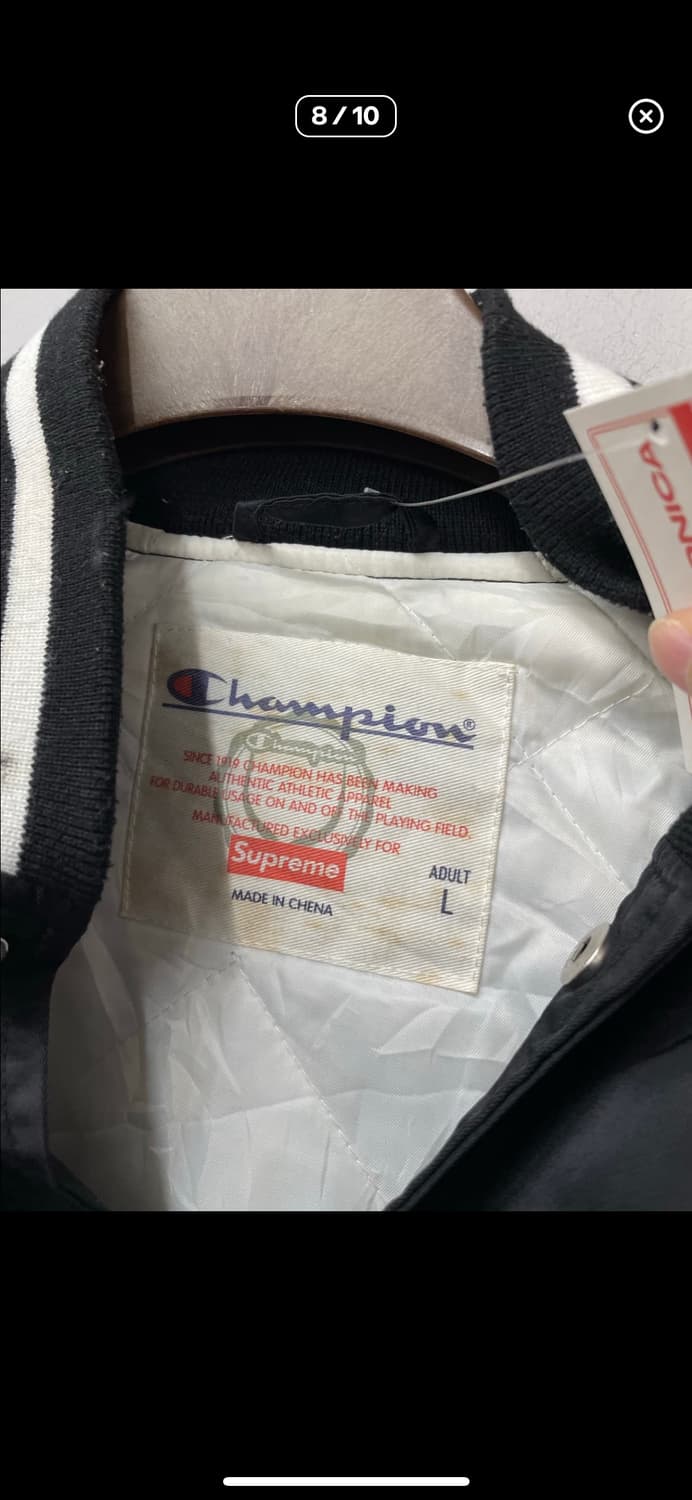 8 / 10
Champion®
Champion
SINCE 1919 CHAMPION HAS BEEN MAKING
AUTHENTIC ATHLETIC APPAREL
FOR DURABLE USAGE ON AND OFF THE PLAYING FIELD.
MANUFACTURED EXCLUSIVELY FOR
Supreme
ADULT
L
MADE IN CHENA